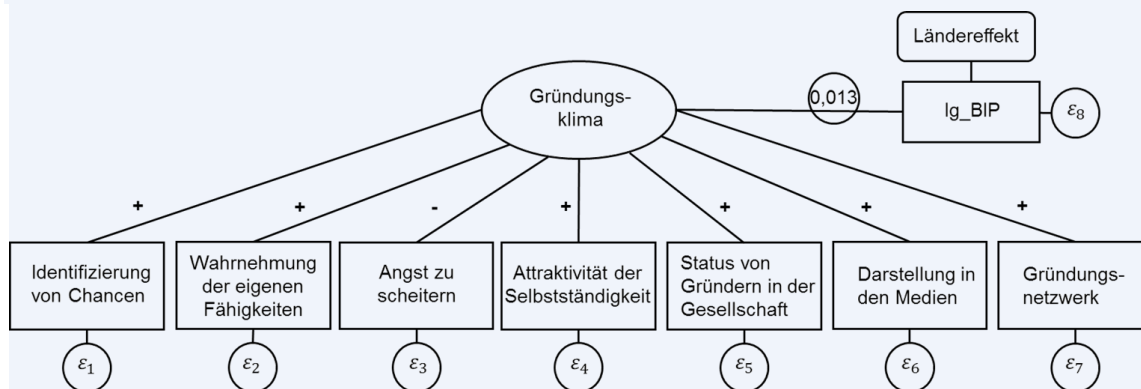 Ländereffekt
Gründungs-
klima
0,013
lg_BIP
ε8
+
+
-
+
+
+
+
Identifizierung
von Chancen
Wahrnehmung
der eigenen
Fähigkeiten
Angst zu
scheitern
Attraktivität der
Selbstständigkeit
Status von
Gründern in der
Gesellschaft
Darstellung in
den Medien
Gründungs-
netzwerk
ε1
ε2
ε3
ε4
ε5
ε6
ε7